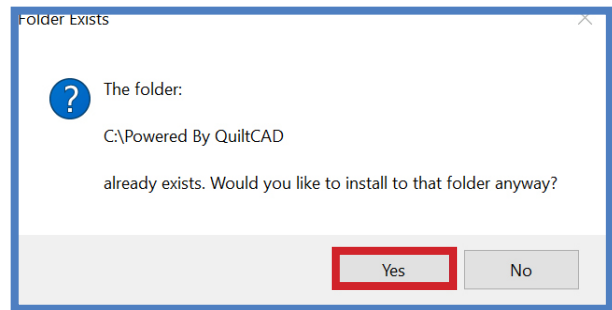 Folder Exists
The folder:
C:\Powered By QuiltCAD
already exists. Would you like to install to that folder anyway?
Yes
No